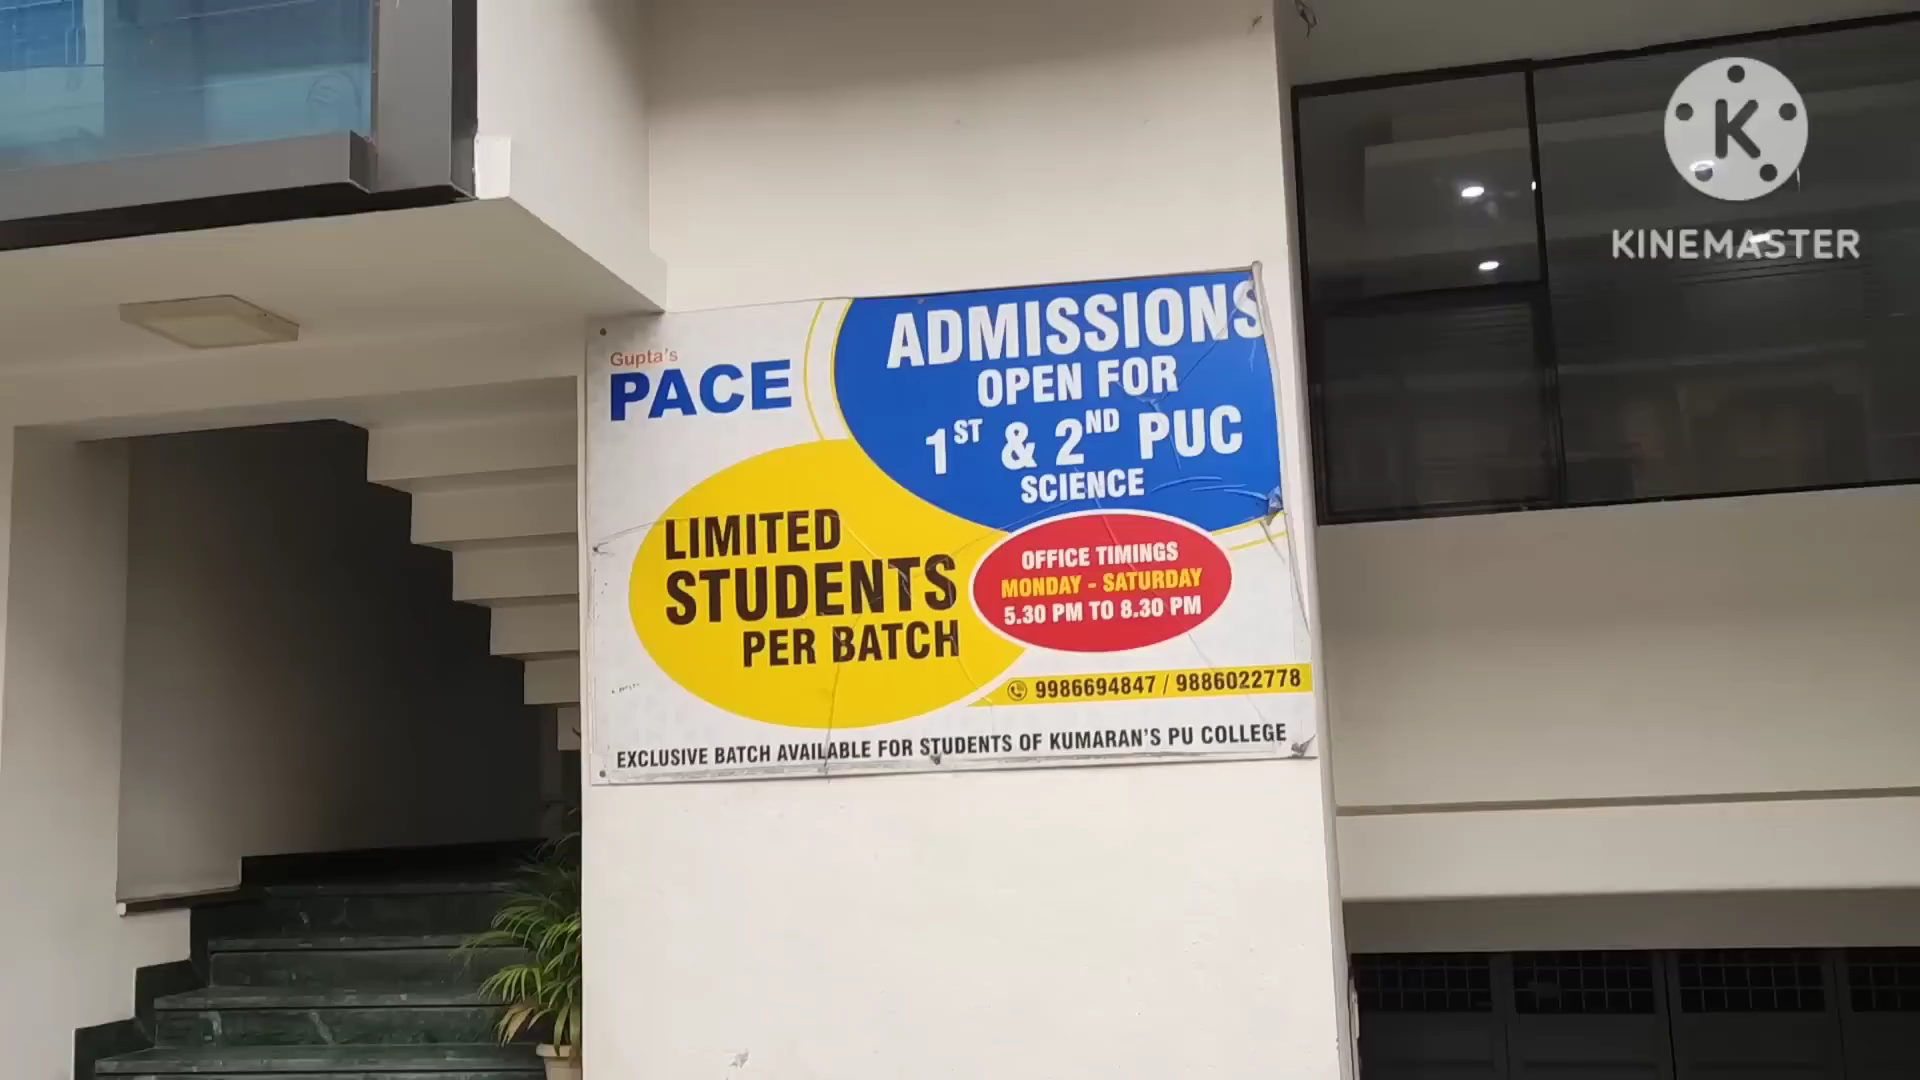 K
KINEMASTER
Gupta's
PACE
ADMISSIONS
OPEN FOR
1ST & 2ND PUC
SCIENCE
LIMITED
STUDENTS
PER BATCH
OFFICE TIMINGS
MONDAY - SATURDAY
5.30 PM TO 8.30 PM
9986694847 / 9886022778
EXCLUSIVE BATCH AVAILABLE FOR STUDENTS OF KUMARAN'S PU COLLEGE